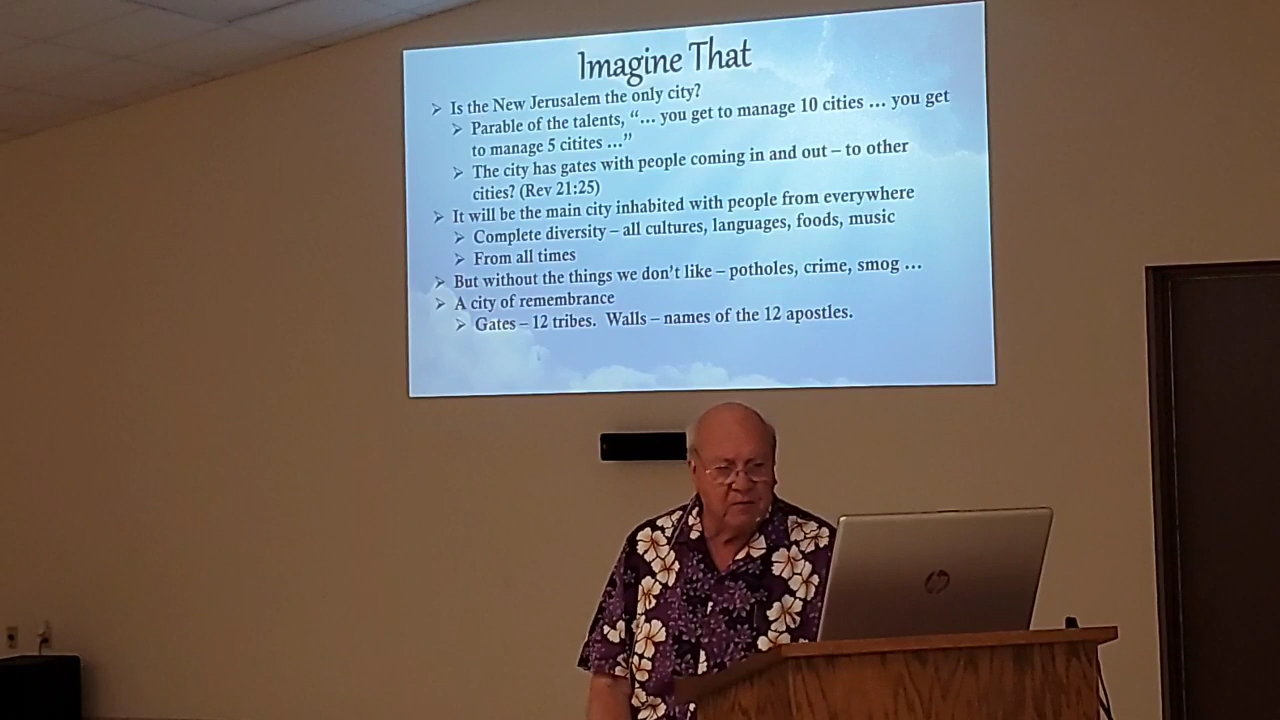 Imagine That
➢ Is the New Jerusalem the only city?
➢ Parable of the talents, “... you get to manage 10 cities ... you get
to manage 5 citites ...”
➢ The city has gates with people coming in and out – to other
cities? (Rev 21:25)
➢ It will be the main city inhabited with people from everywhere
➢ Complete diversity – all cultures, languages, foods, music
➢ From all times
➢ But without the things we don’t like – potholes, crime, smog ...
➢ A city of remembrance
➢ Gates – 12 tribes.  Walls – names of the 12 apostles.
hp